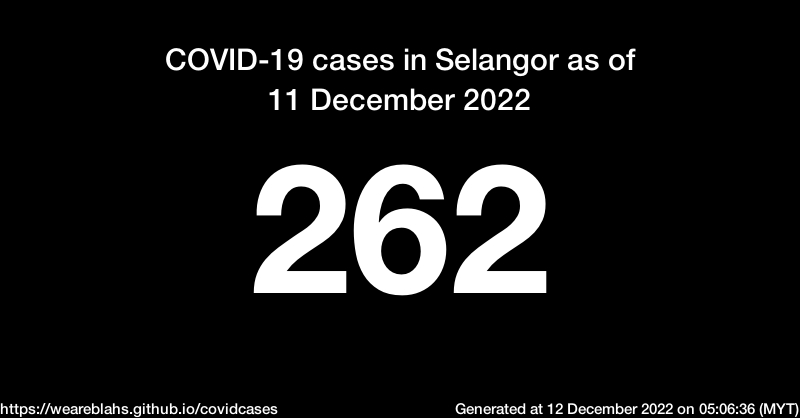 COVID-19 cases in Selangor as of
11 December 2022
262
https://weareblahs.github.io/covidcases
Generated at 12 December 2022 on 05:06:36 (MYT)